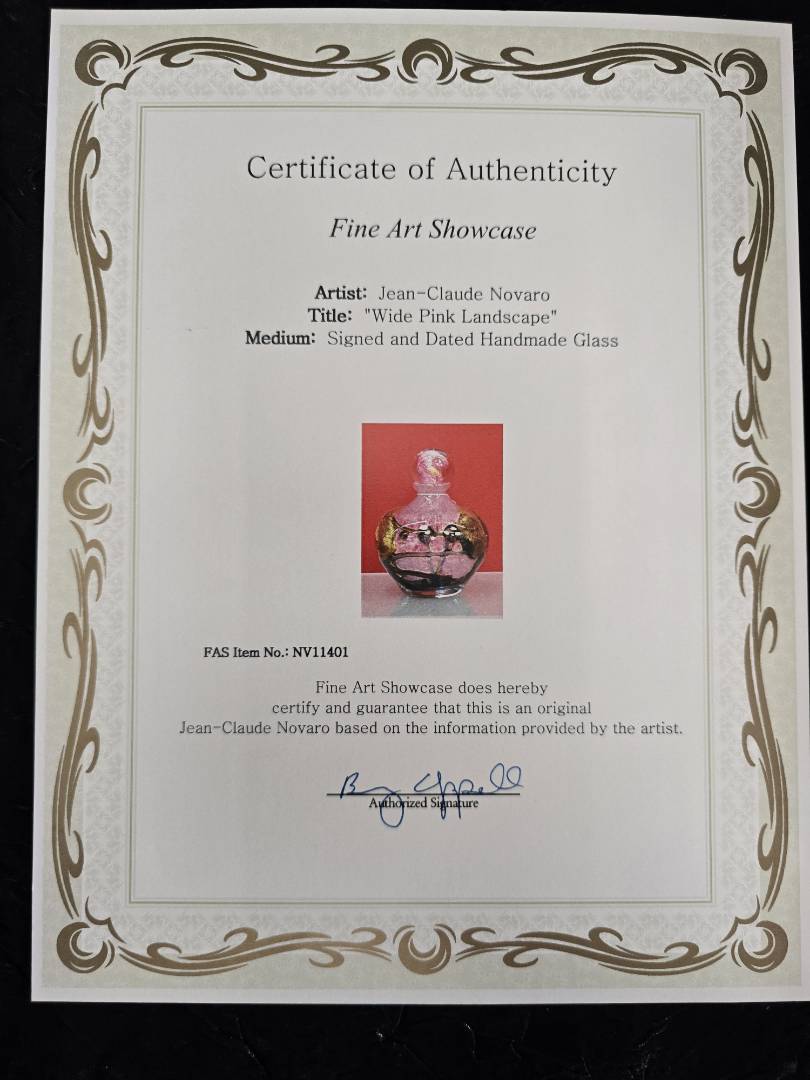 Certificate of Authenticity
Fine Art Showcase
Artist: Jean-Claude Novaro
Title: "Wide Pink Landscape"
Medium: Signed and Dated Handmade Glass
FAS Item No.: NV11401
Fine Art Showcase does hereby
certify and guarantee that this is an original
Jean-Claude Novaro based on the information provided by the artist.
Authorized Signature